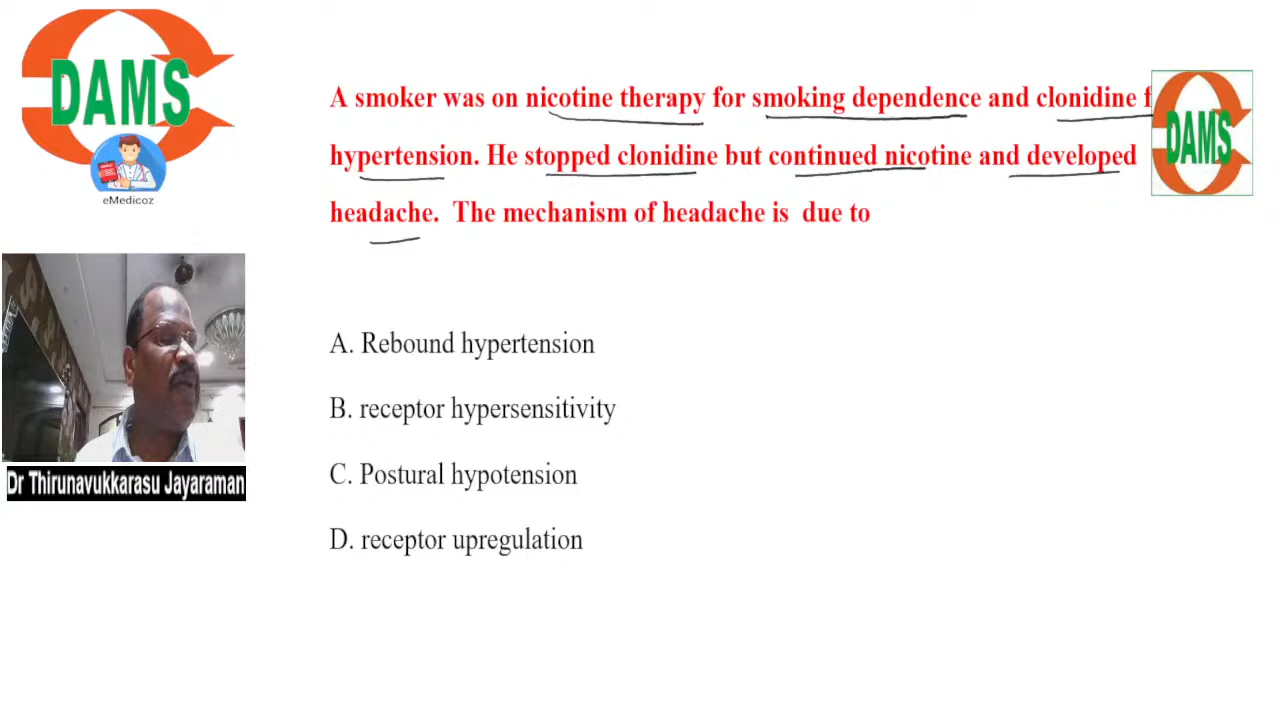 DAMS
eMedicoz
A smoker was on nicotine therapy for smoking dependence and clonidine f
DAMS
hypertension. He stopped clonidine but continued nicotine and developed
headache. The mechanism of headache is due to
A. Rebound hypertension
B. receptor hypersensitivity
C. Postural hypotension
D. receptor upregulation
Dr Thirunavukkarasu Jayaraman